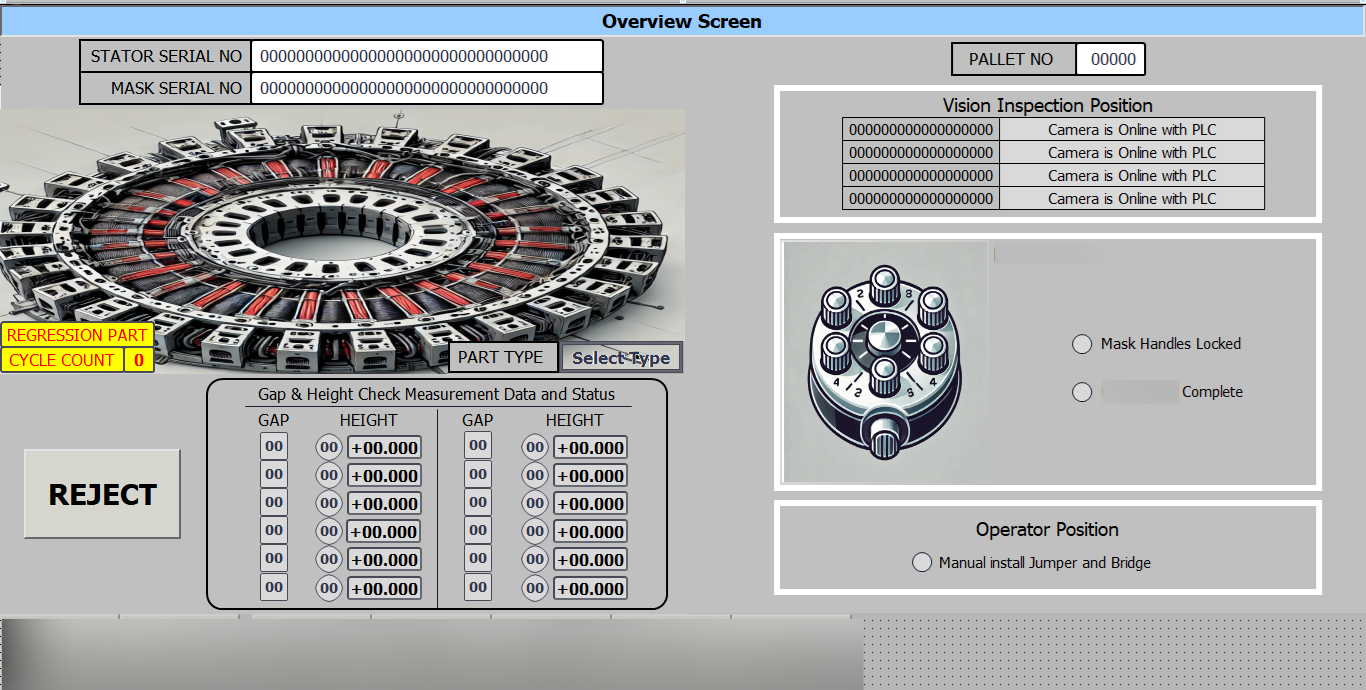 Overview Screen
STATOR SERIAL NO 00000000000000000000000000000000
MASK SERIAL NO 00000000000000000000000000000000
PALLET NO 00000
Vision Inspection Position
000000000000000000 Camera is Online with PLC
000000000000000000 Camera is Online with PLC
000000000000000000 Camera is Online with PLC
000000000000000000 Camera is Online with PLC
REGRESSION PART
CYCLE COUNT 0
PART TYPE Select Type
2 8
4 2 5 4
Mask Handles Locked
Complete
Gap & Height Check Measurement Data and Status
GAP HEIGHT GAP HEIGHT
00 00 +00.000 00 00 +00.000
00 00 +00.000 00 00 +00.000
00 00 +00.000 00 00 +00.000
00 00 +00.000 00 00 +00.000
00 00 +00.000 00 00 +00.000
00 00 +00.000 00 00 +00.000
REJECT
Operator Position
Manual install Jumper and Bridge